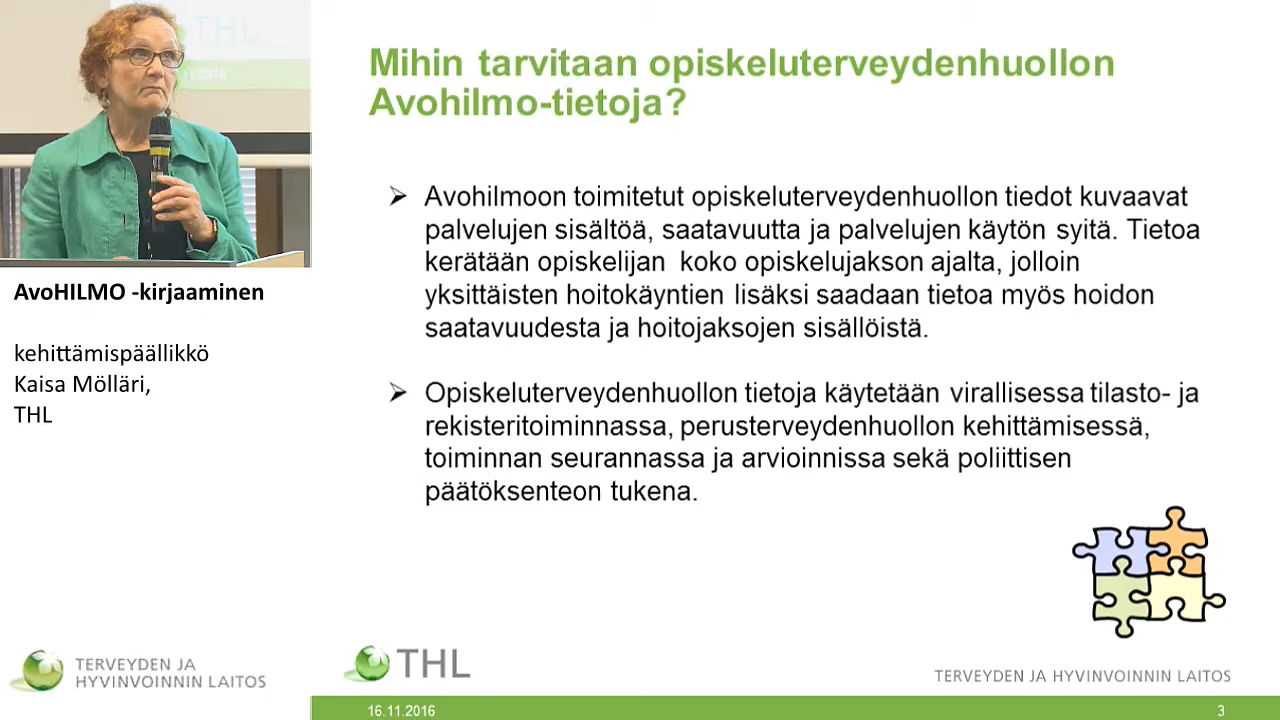 THL
AvoHILMO -kirjaaminen
kehittämispäällikkö
Kaisa Mölläri,
THL
TERVEYDEN JA
HYVINVOINNIN LAITOS
Mihin tarvitaan opiskeluterveydenhuollon
Avohilmo-tietoja?
Avohilmoon toimitetut opiskeluterveydenhuollon tiedot kuvaavat
palvelujen sisältöä, saatavuutta ja palvelujen käytön syitä. Tietoa
kerätään opiskelijan koko opiskelujakson ajalta, jolloin
yksittäisten hoitokäyntien lisäksi saadaan tietoa myös hoidon
saatavuudesta ja hoitojaksojen sisällöistä.
Opiskeluterveydenhuollon tietoja käytetään virallisessa tilasto- ja
rekisteritoiminnassa, perusterveydenhuollon kehittämisessä,
toiminnan seurannassa ja arvioinnissa sekä poliittisen
päätöksenteon tukena.
THL
TERVEYDEN JA HYVINVOINNIN LAITOS
16.11.2016
3